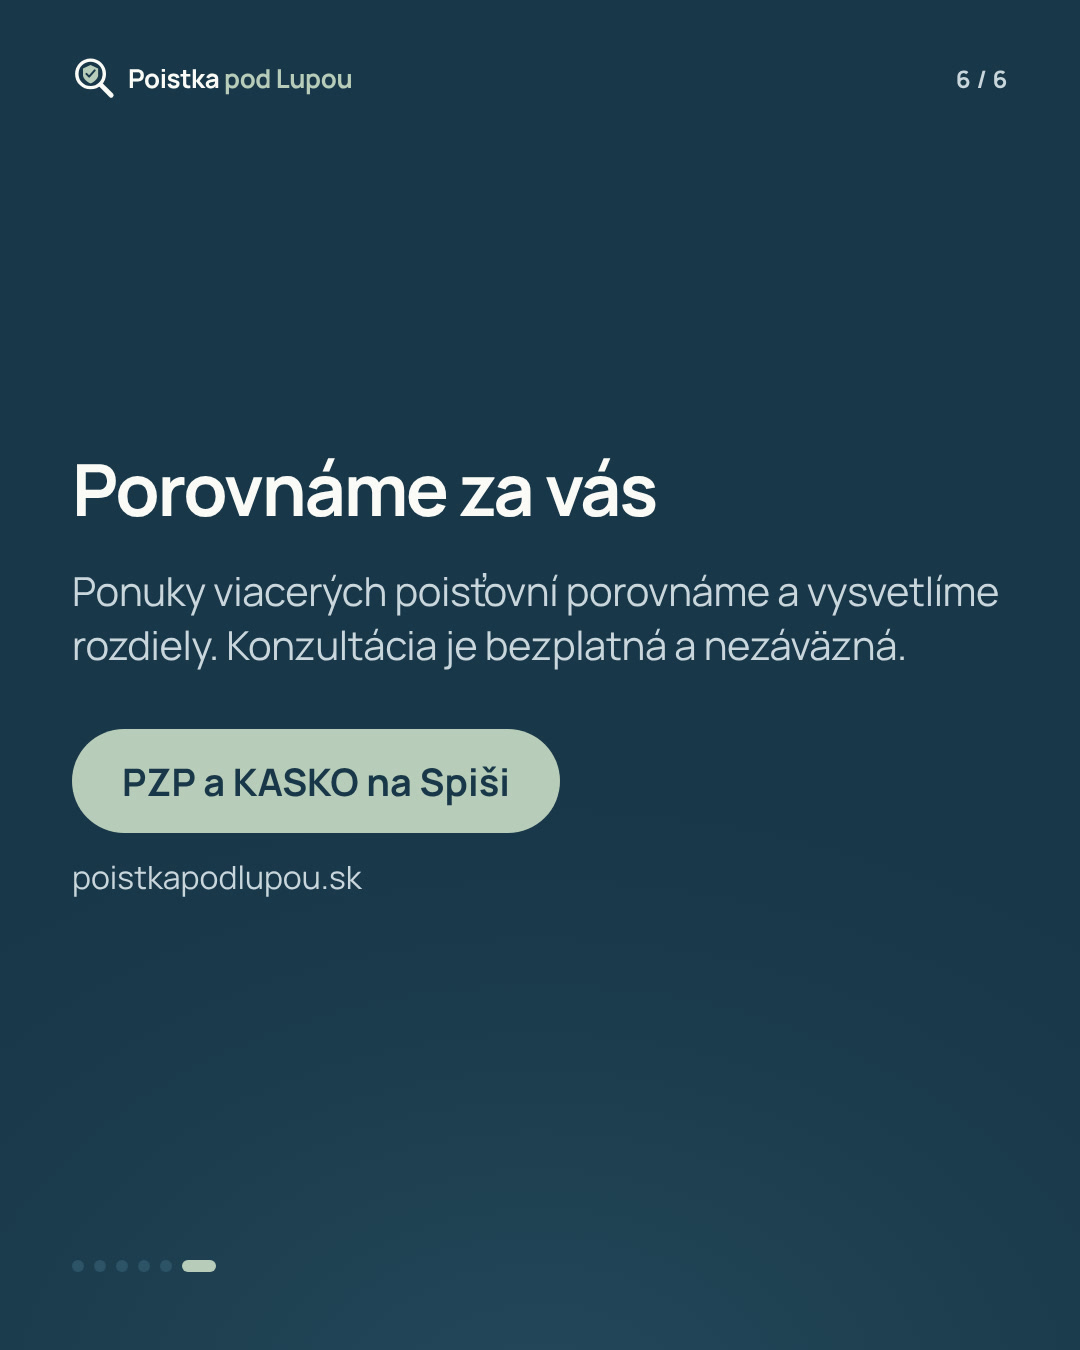 Poistka pod Lupou
6 / 6
Porovnáme za vás
Ponuky viacerých poisťovní porovnáme a vysvetlíme
rozdiely. Konzultácia je bezplatná a nezáväzná.
PZP a KASKO na Spiši
poistkapodlupou.sk